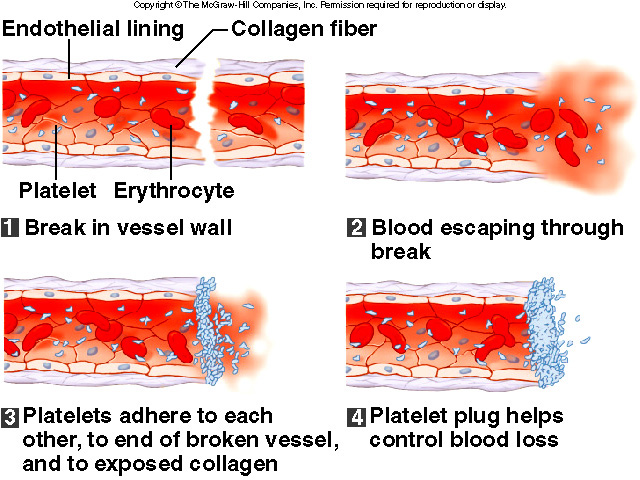 Copyright ©The McGraw-Hill Companies, Inc. Permission required for reproduction or display.
Endothelial lining
Collagen fiber
Platelet
Erythrocyte
1 Break in vessel wall
2 Blood escaping through
break
3 Platelets adhere to each
other, to end of broken vessel,
and to exposed collagen
4 Platelet plug helps
control blood loss